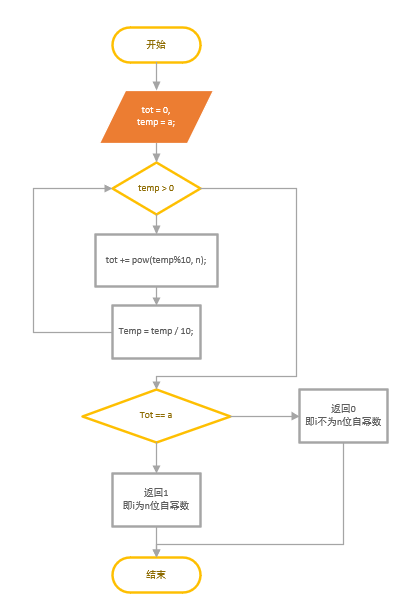 开始
tot = 0,
temp = a;
temp > 0
tot += pow(temp%10, n);
Temp = temp / 10;
Tot == a
返回0
即i不为n位自幂数
返回1
即i为n位自幂数
结束